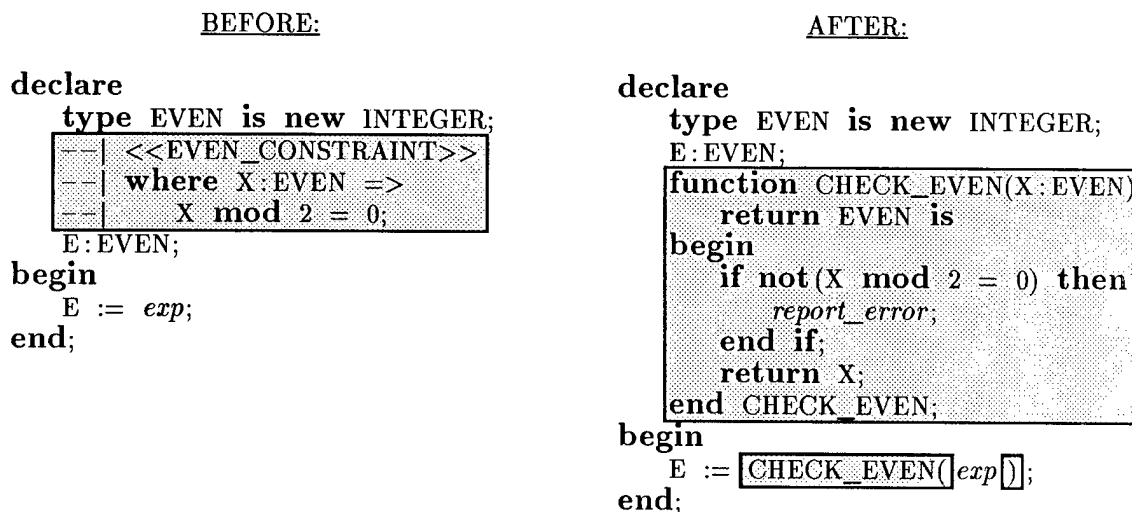 BEFORE:
declare
type EVEN is new INTEGER;
--| <<EVEN_CONSTRAINT>>
--| where X:EVEN =>
--| X mod 2 = 0;
E:EVEN;
begin
E := exp;
end;
AFTER:
declare
type EVEN is new INTEGER;
E:EVEN;
function CHECK_EVEN(X:EVEN)
return EVEN is
begin
if not(X mod 2 = 0) then
report_error;
end if;
return X;
end CHECK_EVEN;
begin
E := CHECK_EVEN(exp);
end;